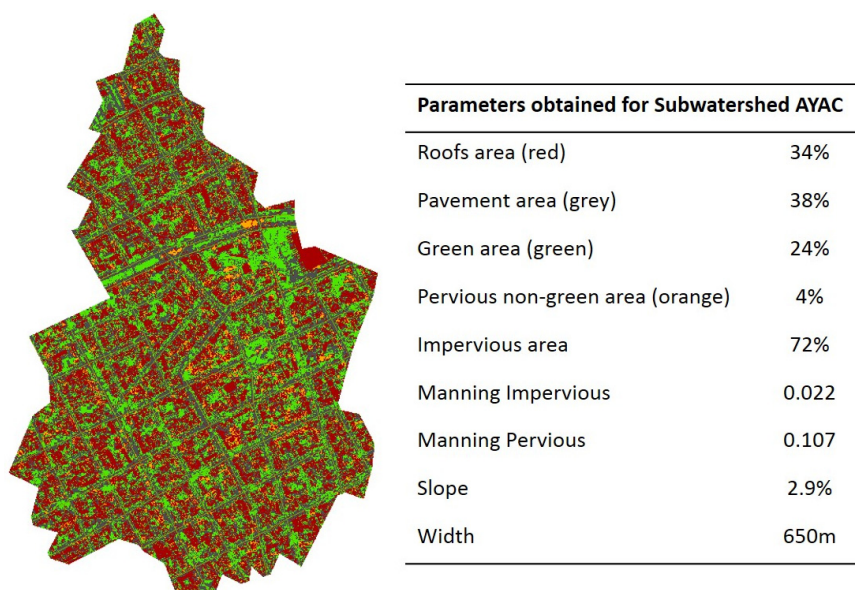 Parameters obtained for Subwatershed AYAC
Roofs area (red) 34%
Pavement area (grey) 38%
Green area (green) 24%
Pervious non-green area (orange) 4%
Impervious area 72%
Manning Impervious 0.022
Manning Pervious 0.107
Slope 2.9%
Width 650m